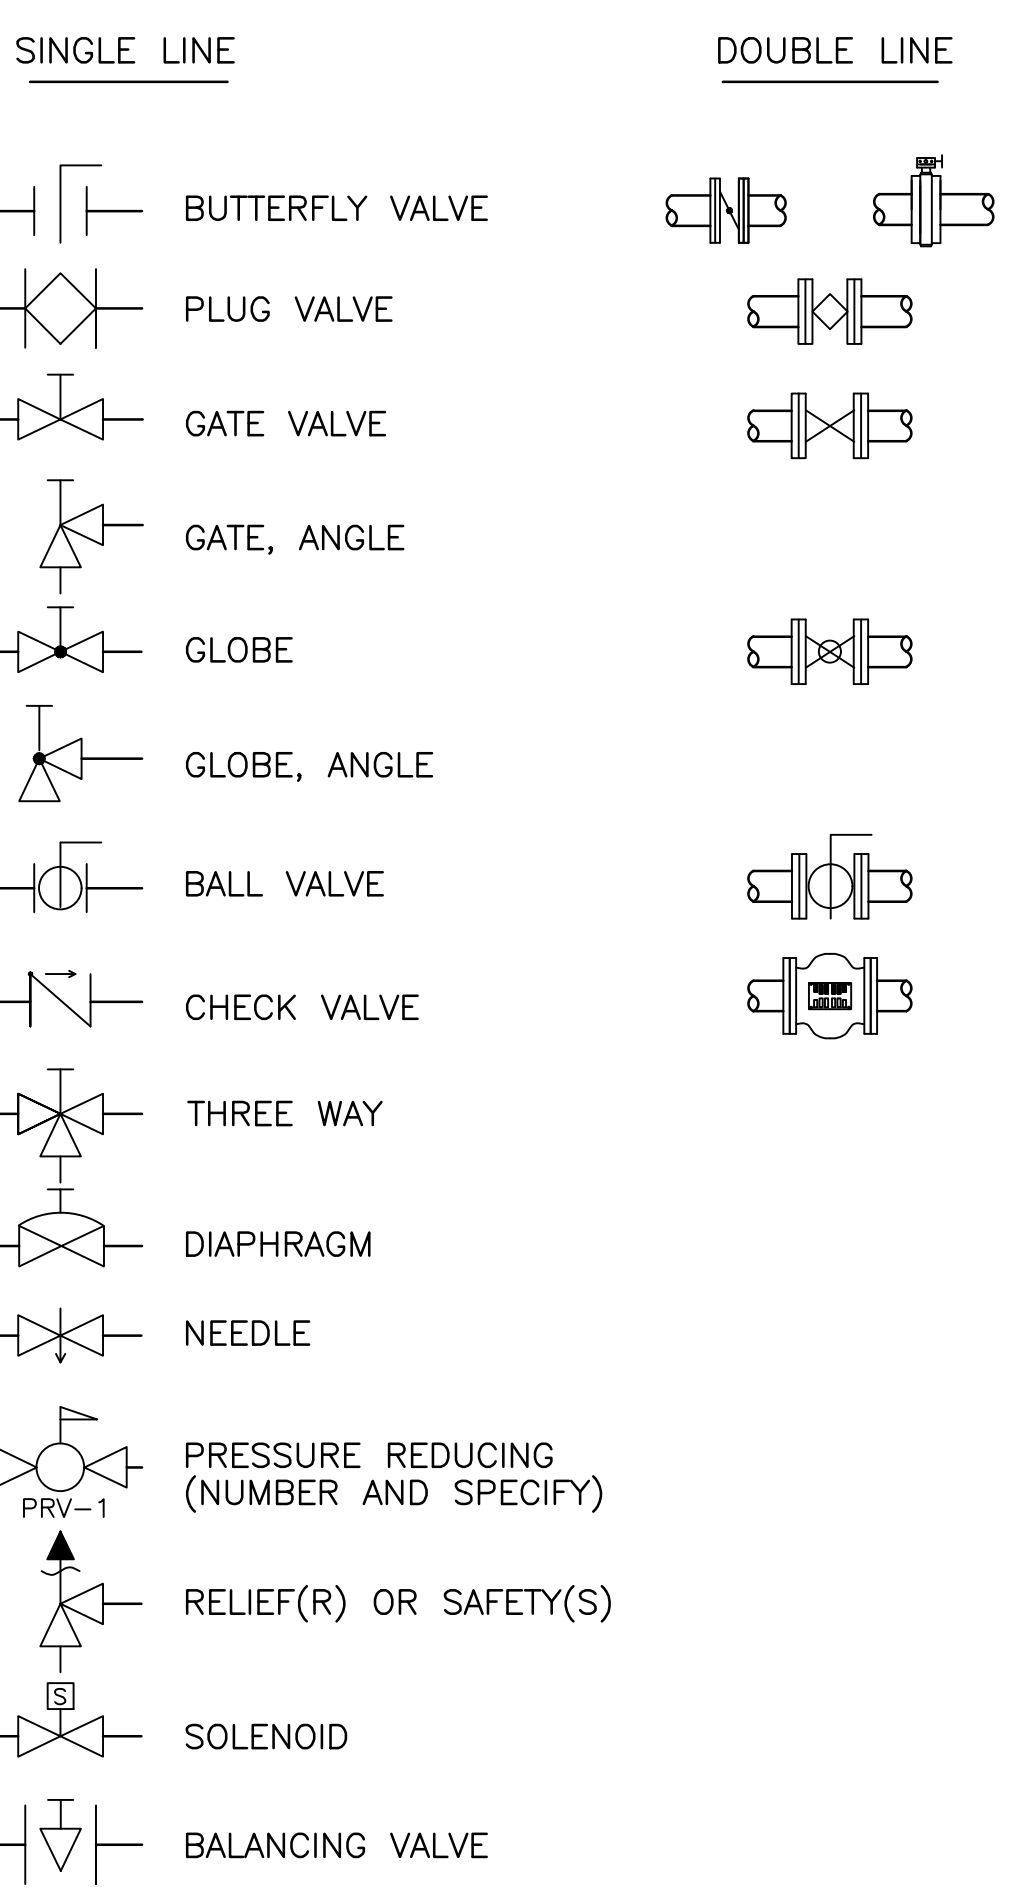 SINGLE LINE
DOUBLE LINE
BUTTERFLY VALVE
PLUG VALVE
GATE VALVE
GATE, ANGLE
GLOBE
GLOBE, ANGLE
BALL VALVE
CHECK VALVE
THREE WAY
DIAPHRAGM
NEEDLE
PRESSURE REDUCING
(NUMBER AND SPECIFY)
PRV-1
RELIEF(R) OR SAFETY(S)
S
SOLENOID
BALANCING VALVE